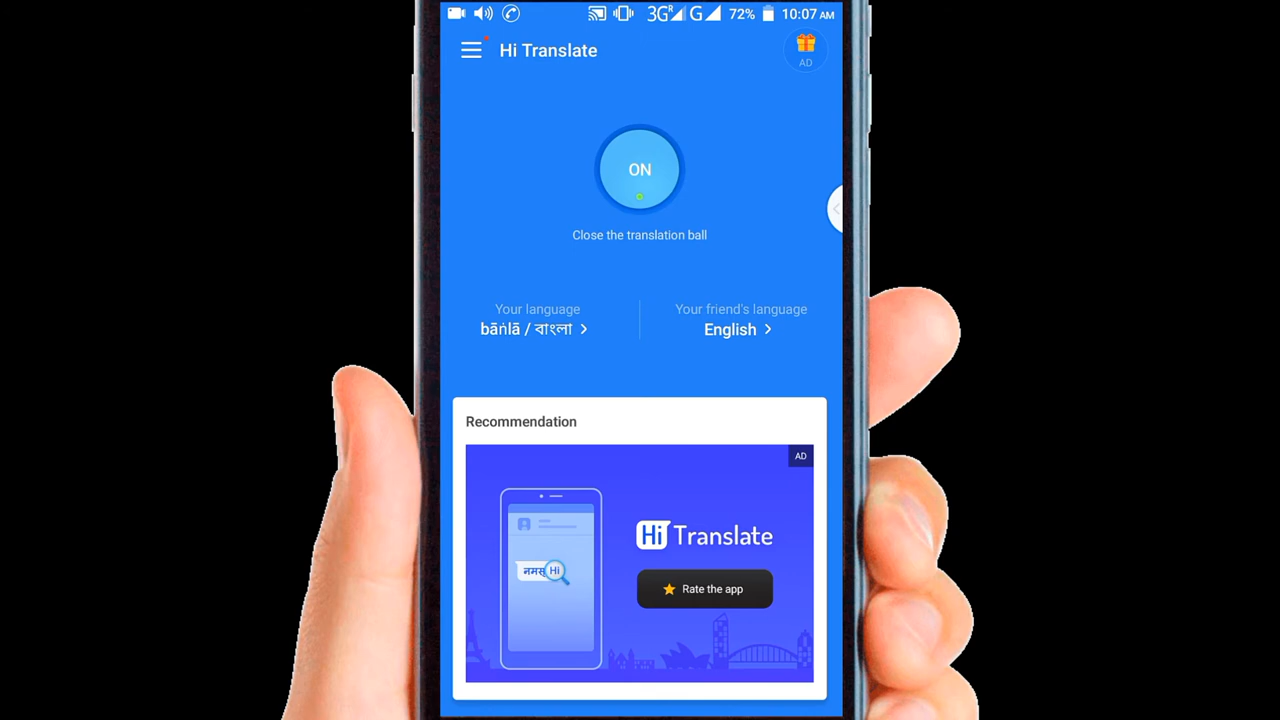 3G R G 72% 10:07 AM
Hi Translate
AD
ON
Close the translation ball
Your language
bāṅlā / বাংলা >
Your friend's language
English >
Recommendation
AD
Hi Translate
नमस् Hi
Rate the app